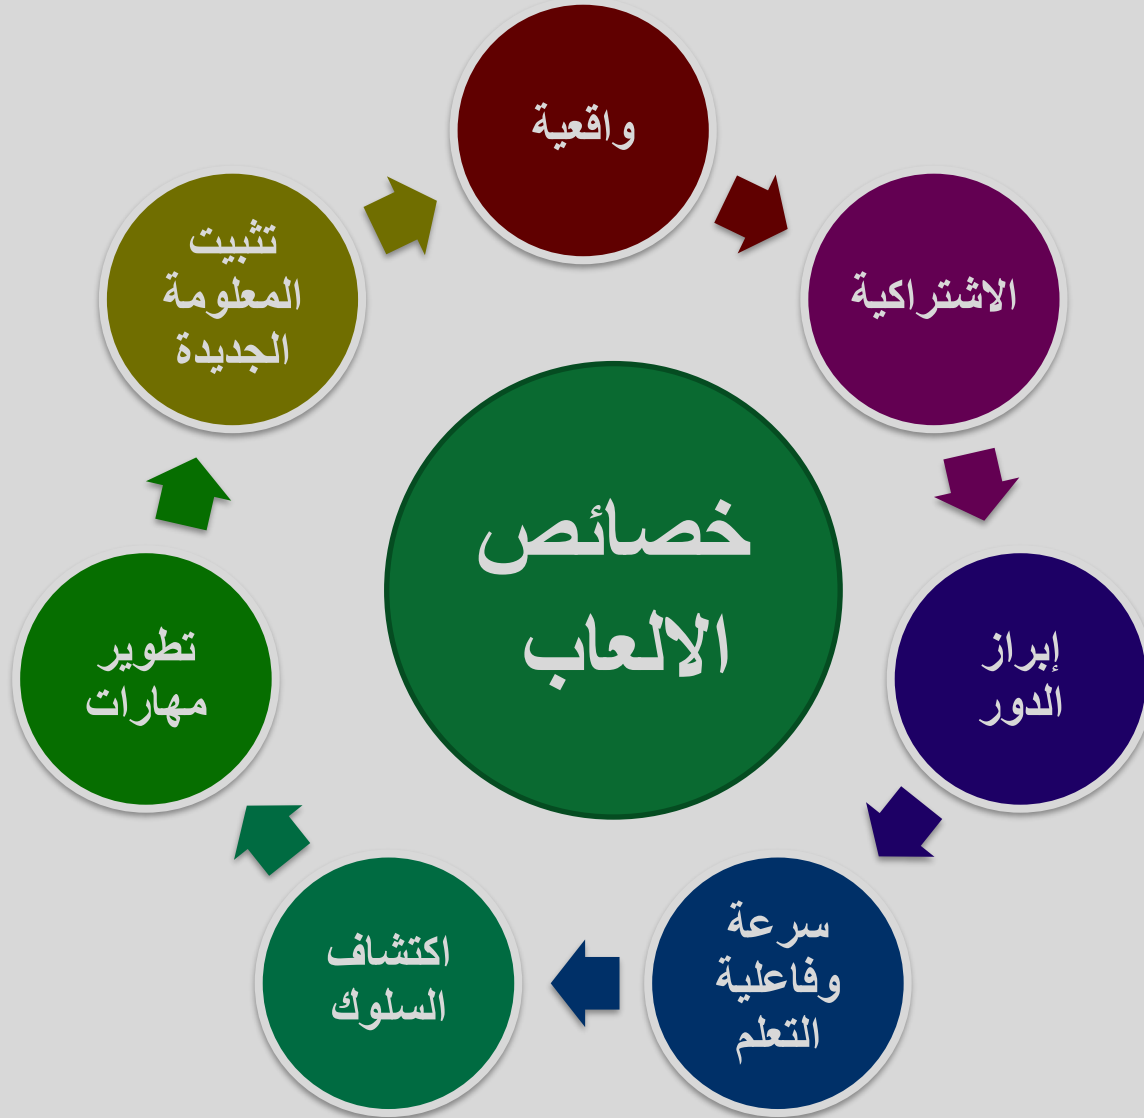 خصائص
الالعاب
واقعية
الاشتراكية
إبراز
الدور
سرعة
وفاعلية
التعلم
اكتشاف
السلوك
تطوير
مهارات
تثبيت
المعلومة
الجديدة